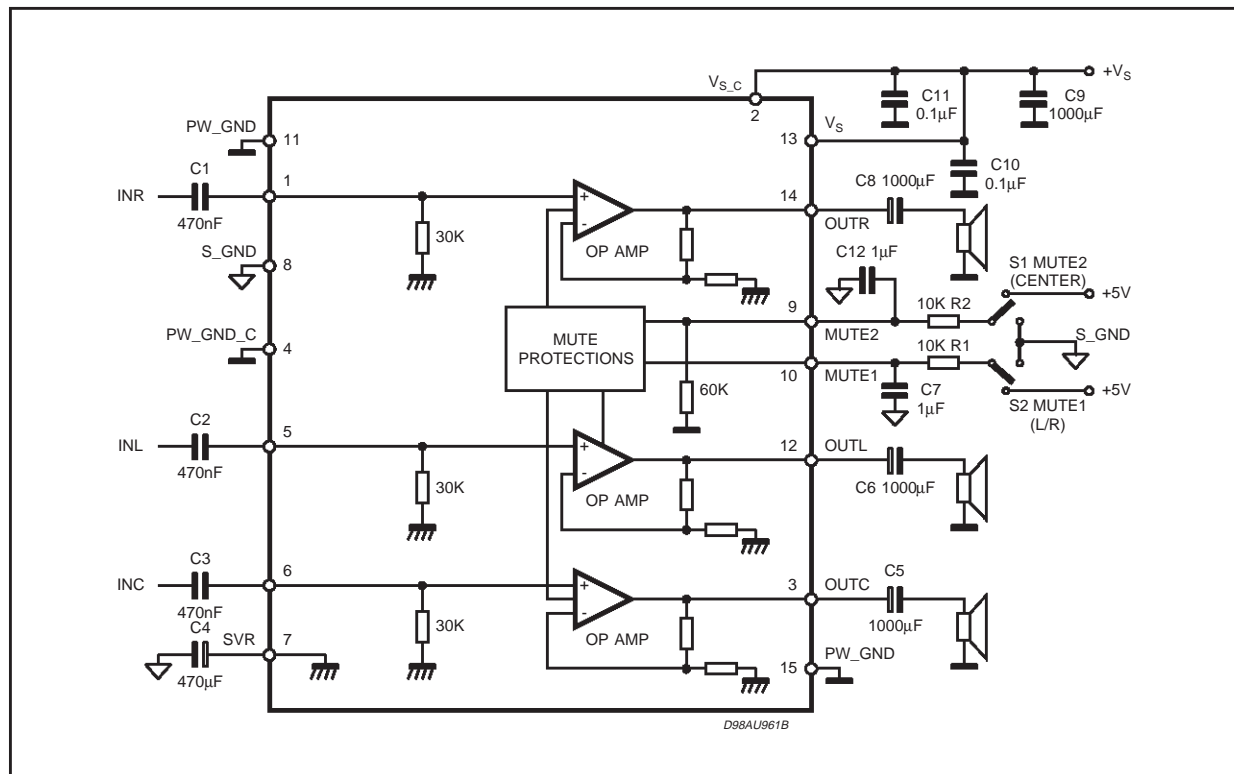 V_S_C
2
+V_S
C11
0.1µF
C9
1000µF
PW_GND
11
V_S
13
C10
0.1µF
C1
INR
470nF
1
30K
+
-
OP AMP
14
OUTR
C8 1000µF
S_GND
8
C12 1µF
S1 MUTE2
(CENTER)
+5V
9
MUTE2
10K R2
S_GND
MUTE
PROTECTIONS
PW_GND_C
4
60K
10
MUTE1
10K R1
C7
1µF
S2 MUTE1
(L/R)
+5V
C2
INL
470nF
5
30K
+
-
OP AMP
12
OUTL
C6 1000µF
C3
INC
470nF
6
30K
+
-
OP AMP
3
OUTC
C5
1000µF
C4
470µF
SVR
7
15
PW_GND
D98AU961B